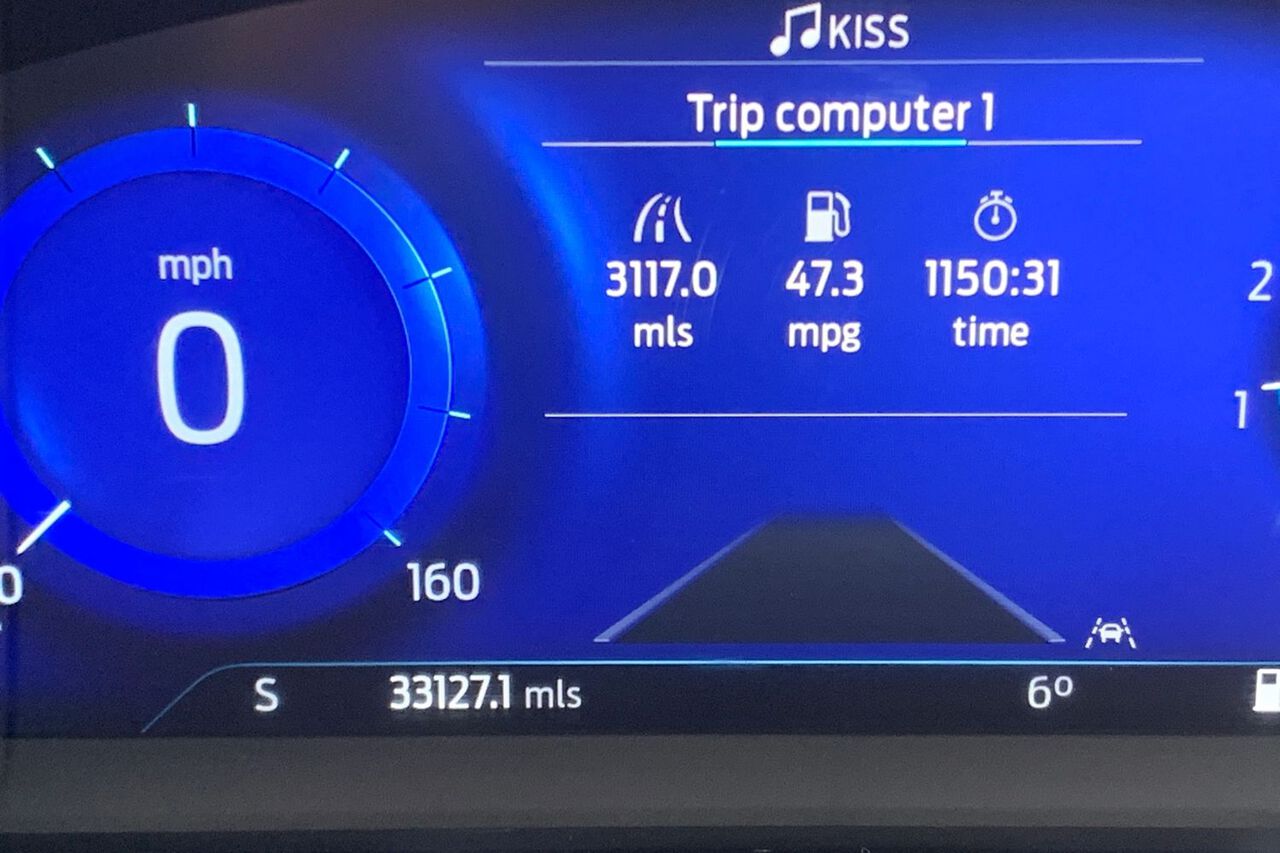 KISS
Trip computer 1
3117.0 47.3 1150:31
mls mpg time
mph
0
2
1
0 160
S 33127.1 mls 6º